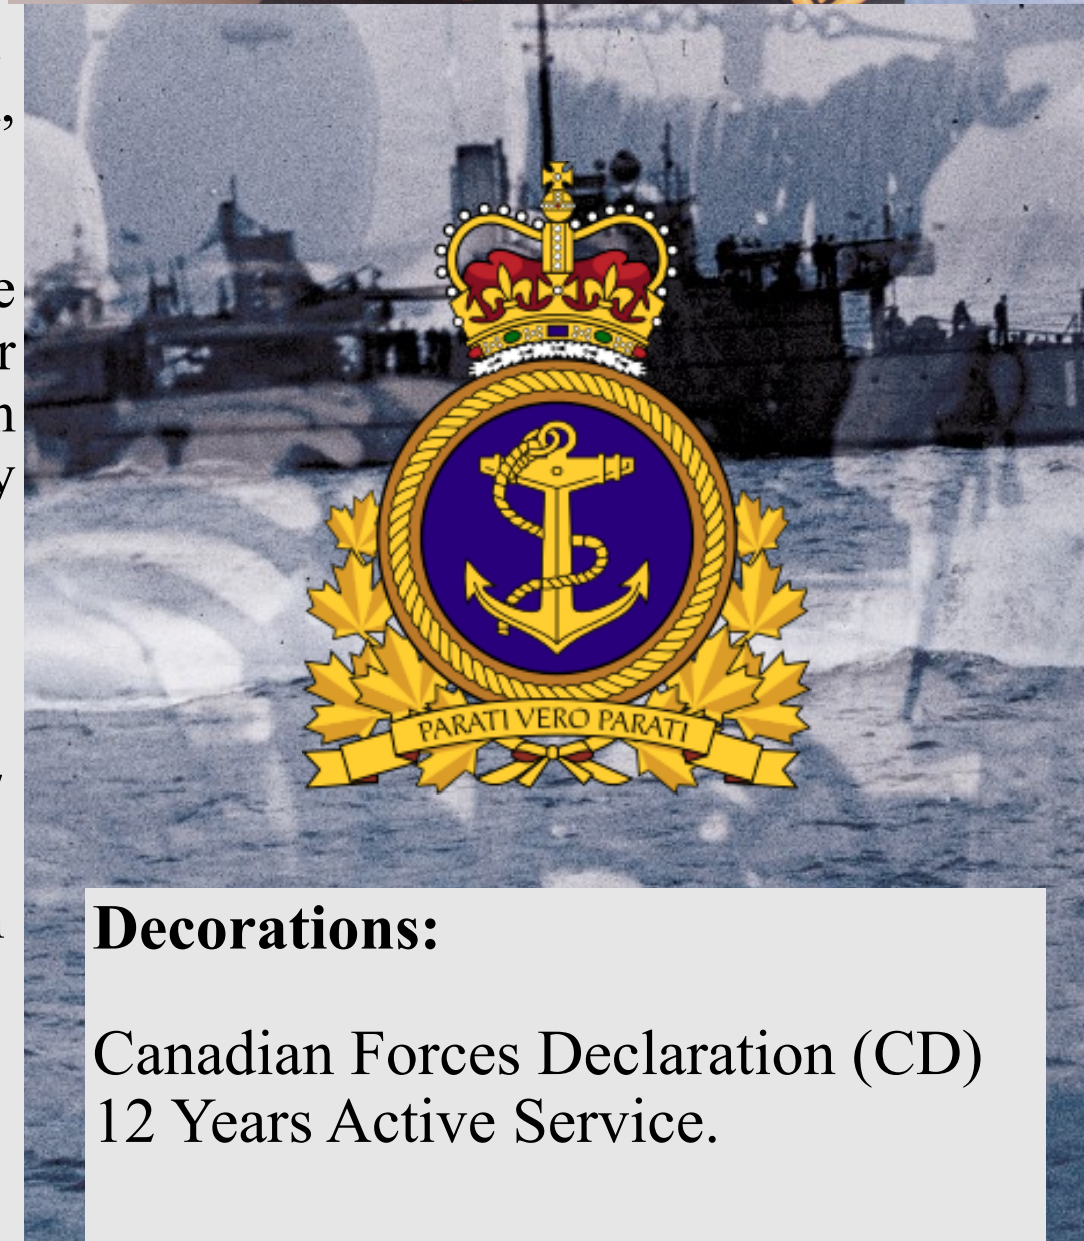 e
r
n
y
PARATI VERO PARATI
Decorations:
Canadian Forces Declaration (CD)
12 Years Active Service.